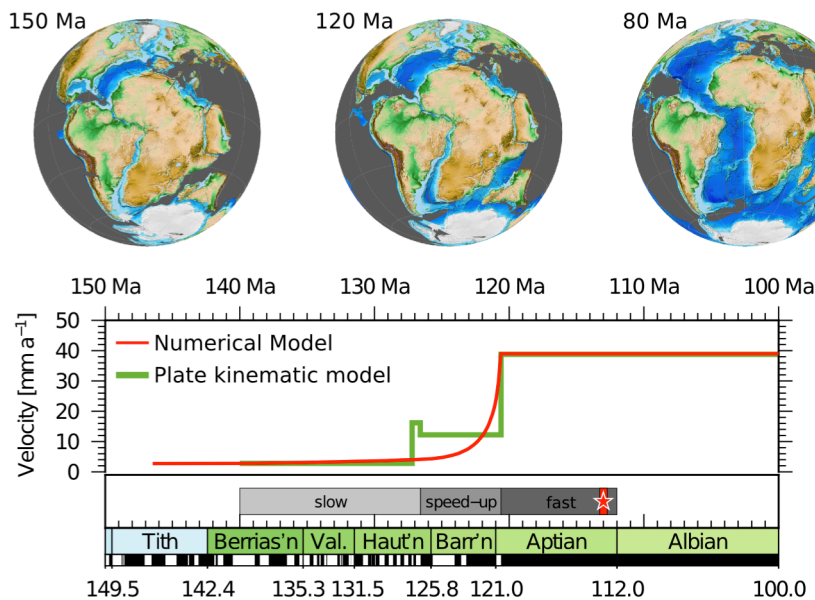 150 Ma 120 Ma 80 Ma
150 Ma 140 Ma 130 Ma 120 Ma 110 Ma 100 Ma
50
40
30
20
10
0
Velocity [mm a⁻¹]
Numerical Model
Plate kinematic model
slow speed-up fast
Tith Berrias'n Val. Haut'n Barr'n Aptian Albian
149.5 142.4 135.3 131.5 125.8 121.0 112.0 100.0